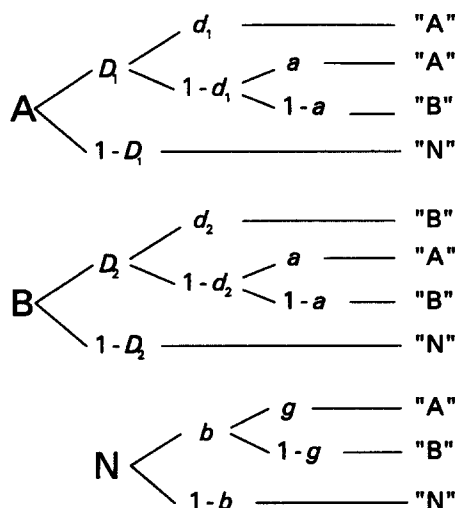 d₁ "A"
D₁ a "A"
1-d₁
A 1-a "B"
1-D₁ "N"
d₂ "B"
D₂ a "A"
1-d₂
B 1-a "B"
1-D₂ "N"
g "A"
b
1-g "B"
N
1-b "N"